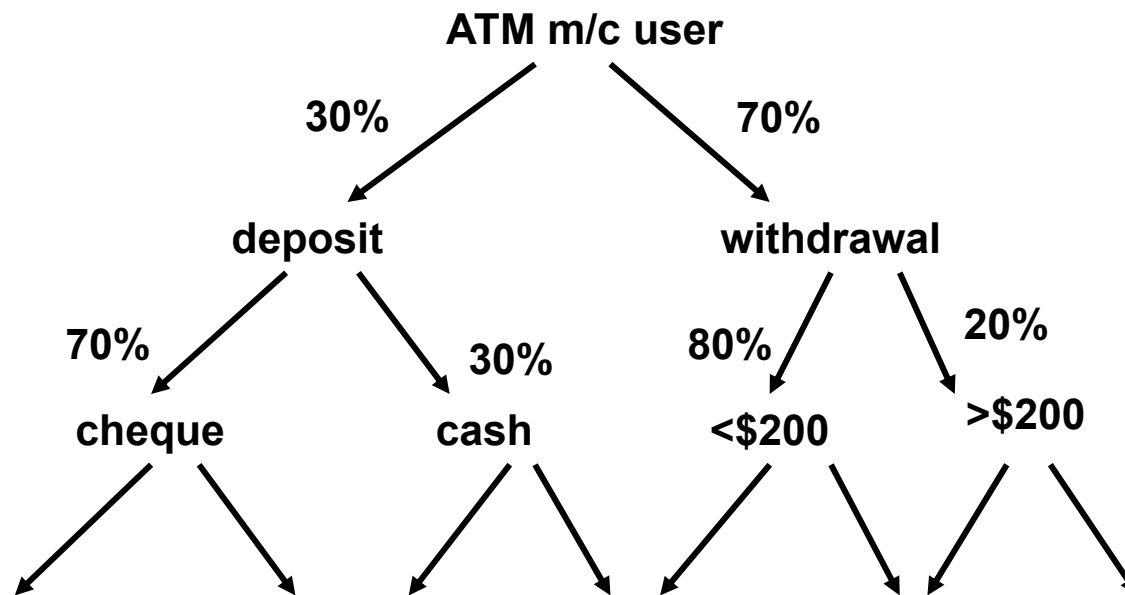 ATM m/c user
30%
70%
deposit
withdrawal
70%
30%
80%
20%
cheque
cash
<$200
>$200